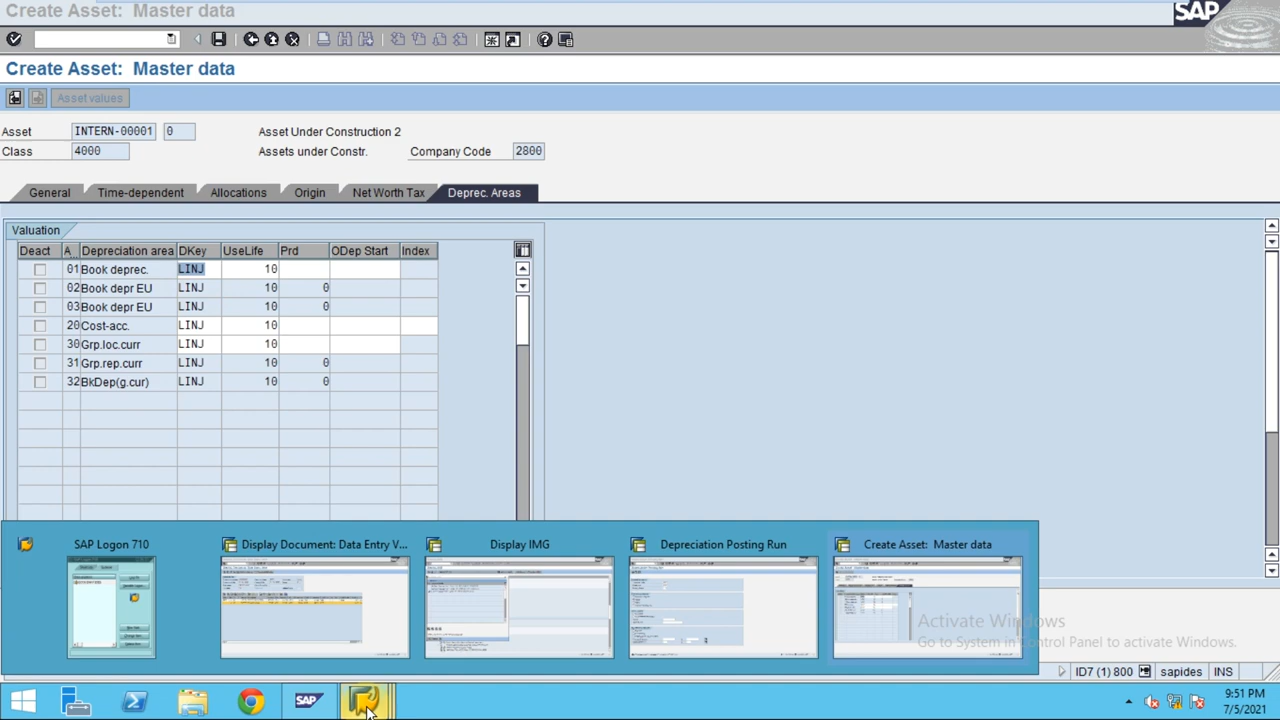 Create Asset: Master data
SAP
Create Asset: Master data
Asset values
Asset INTERN-00001 0 Asset Under Construction 2
Class 4000 Assets under Constr. Company Code 2800
General Time-dependent Allocations Origin Net Worth Tax Deprec. Areas
Valuation
Deact A... Depreciation area DKey UseLife Prd ODep Start Index
01 Book deprec. LINJ 10
02 Book depr EU LINJ 10 0
03 Book depr EU LINJ 10 0
20 Cost-acc. LINJ 10
30 Grp.loc.curr LINJ 10
31 Grp.rep.curr LINJ 10 0
32 BkDep(g.cur) LINJ 10 0
SAP Logon 710 Display Document: Data Entry V... Display IMG Depreciation Posting Run Create Asset: Master data
Activate Windows
Go to System in Control Panel to activate Windows.
ID7 (1) 800 sapides INS
SAP
9:51 PM
7/5/2021